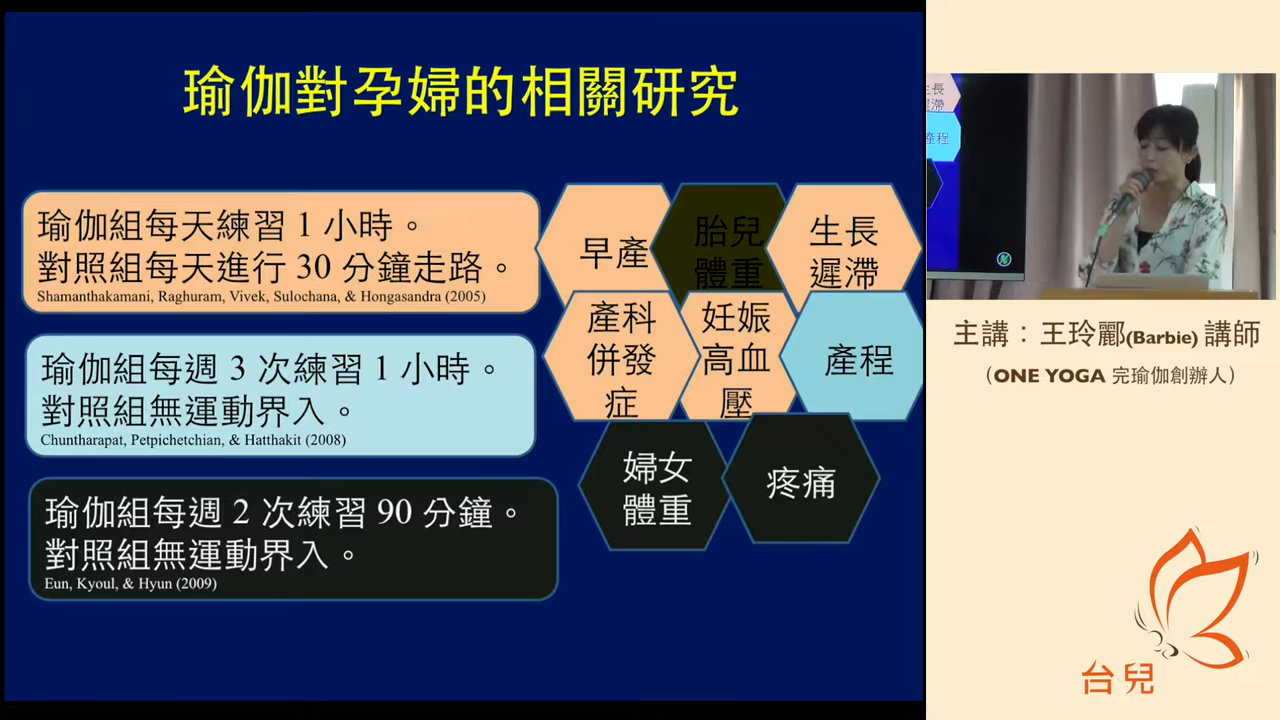 瑜伽對孕婦的相關研究
瑜伽組每天練習 1 小時。
對照組每天進行 30 分鐘走路。
Shamanthakamani, Raghuram, Vivek, Sulochana, & Hongasandra (2005)
瑜伽組每週 3 次練習 1 小時。
對照組無運動界入。
Chuntharapat, Petpichetchian, & Hatthakit (2008)
瑜伽組每週 2 次練習 90 分鐘。
對照組無運動界入。
Eun, Kyoul, & Hyun (2009)
早產
胎兒
體重
生長
遲滯
產科
併發
症
妊娠
高血
壓
產程
婦女
體重
疼痛
生長
遲滯
產程
主講：王玲酈(Barbie) 講師
（ONE YOGA 完瑜伽創辦人）
台兒